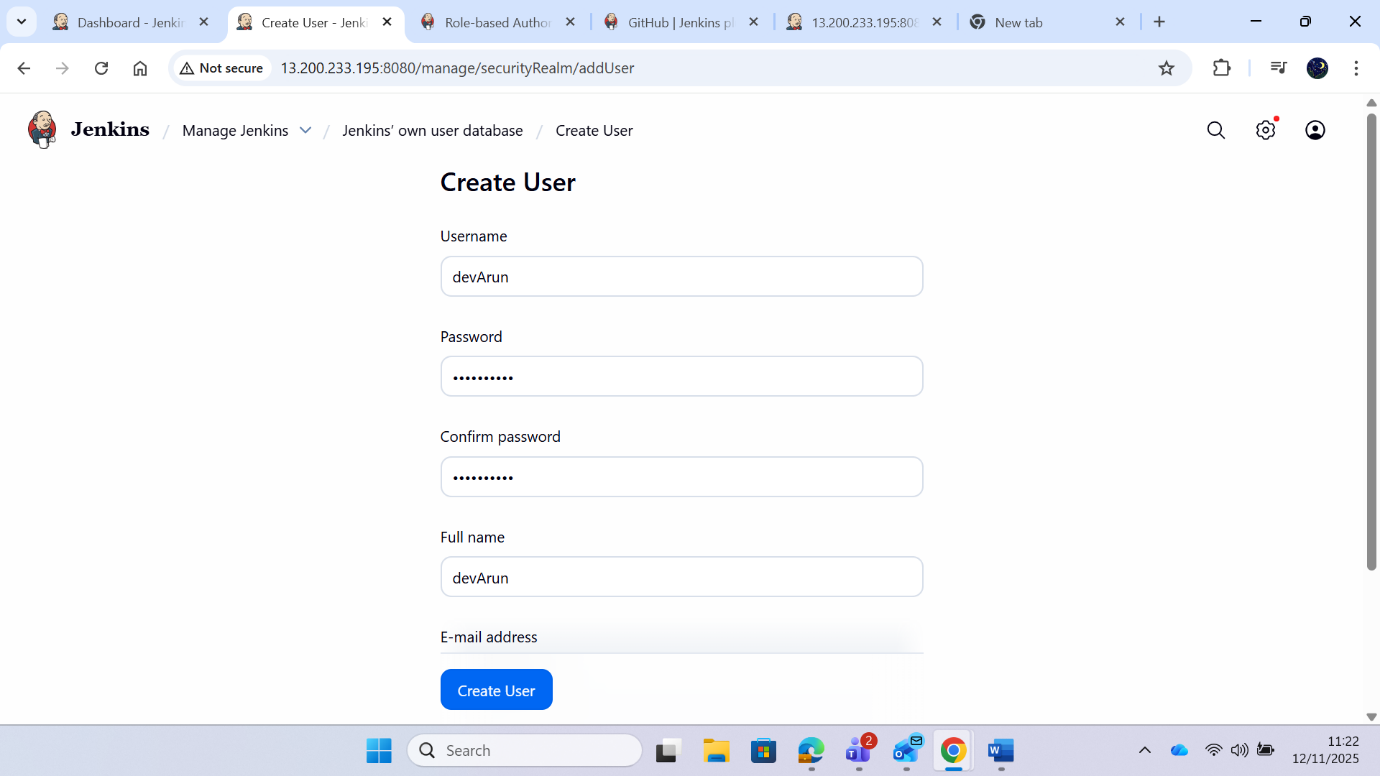 Dashboard - Jenki
Create User - Jenki
Role-based Author
GitHub | Jenkins pl
13.200.233.195:808
New tab
Not secure
13.200.233.195:8080/manage/securityRealm/addUser
Jenkins / Manage Jenkins / Jenkins’ own user database / Create User
Create User
Username
devArun
Password
••••••••••
Confirm password
••••••••••
Full name
devArun
E-mail address
Create User
Search
2
11:22
12/11/2025